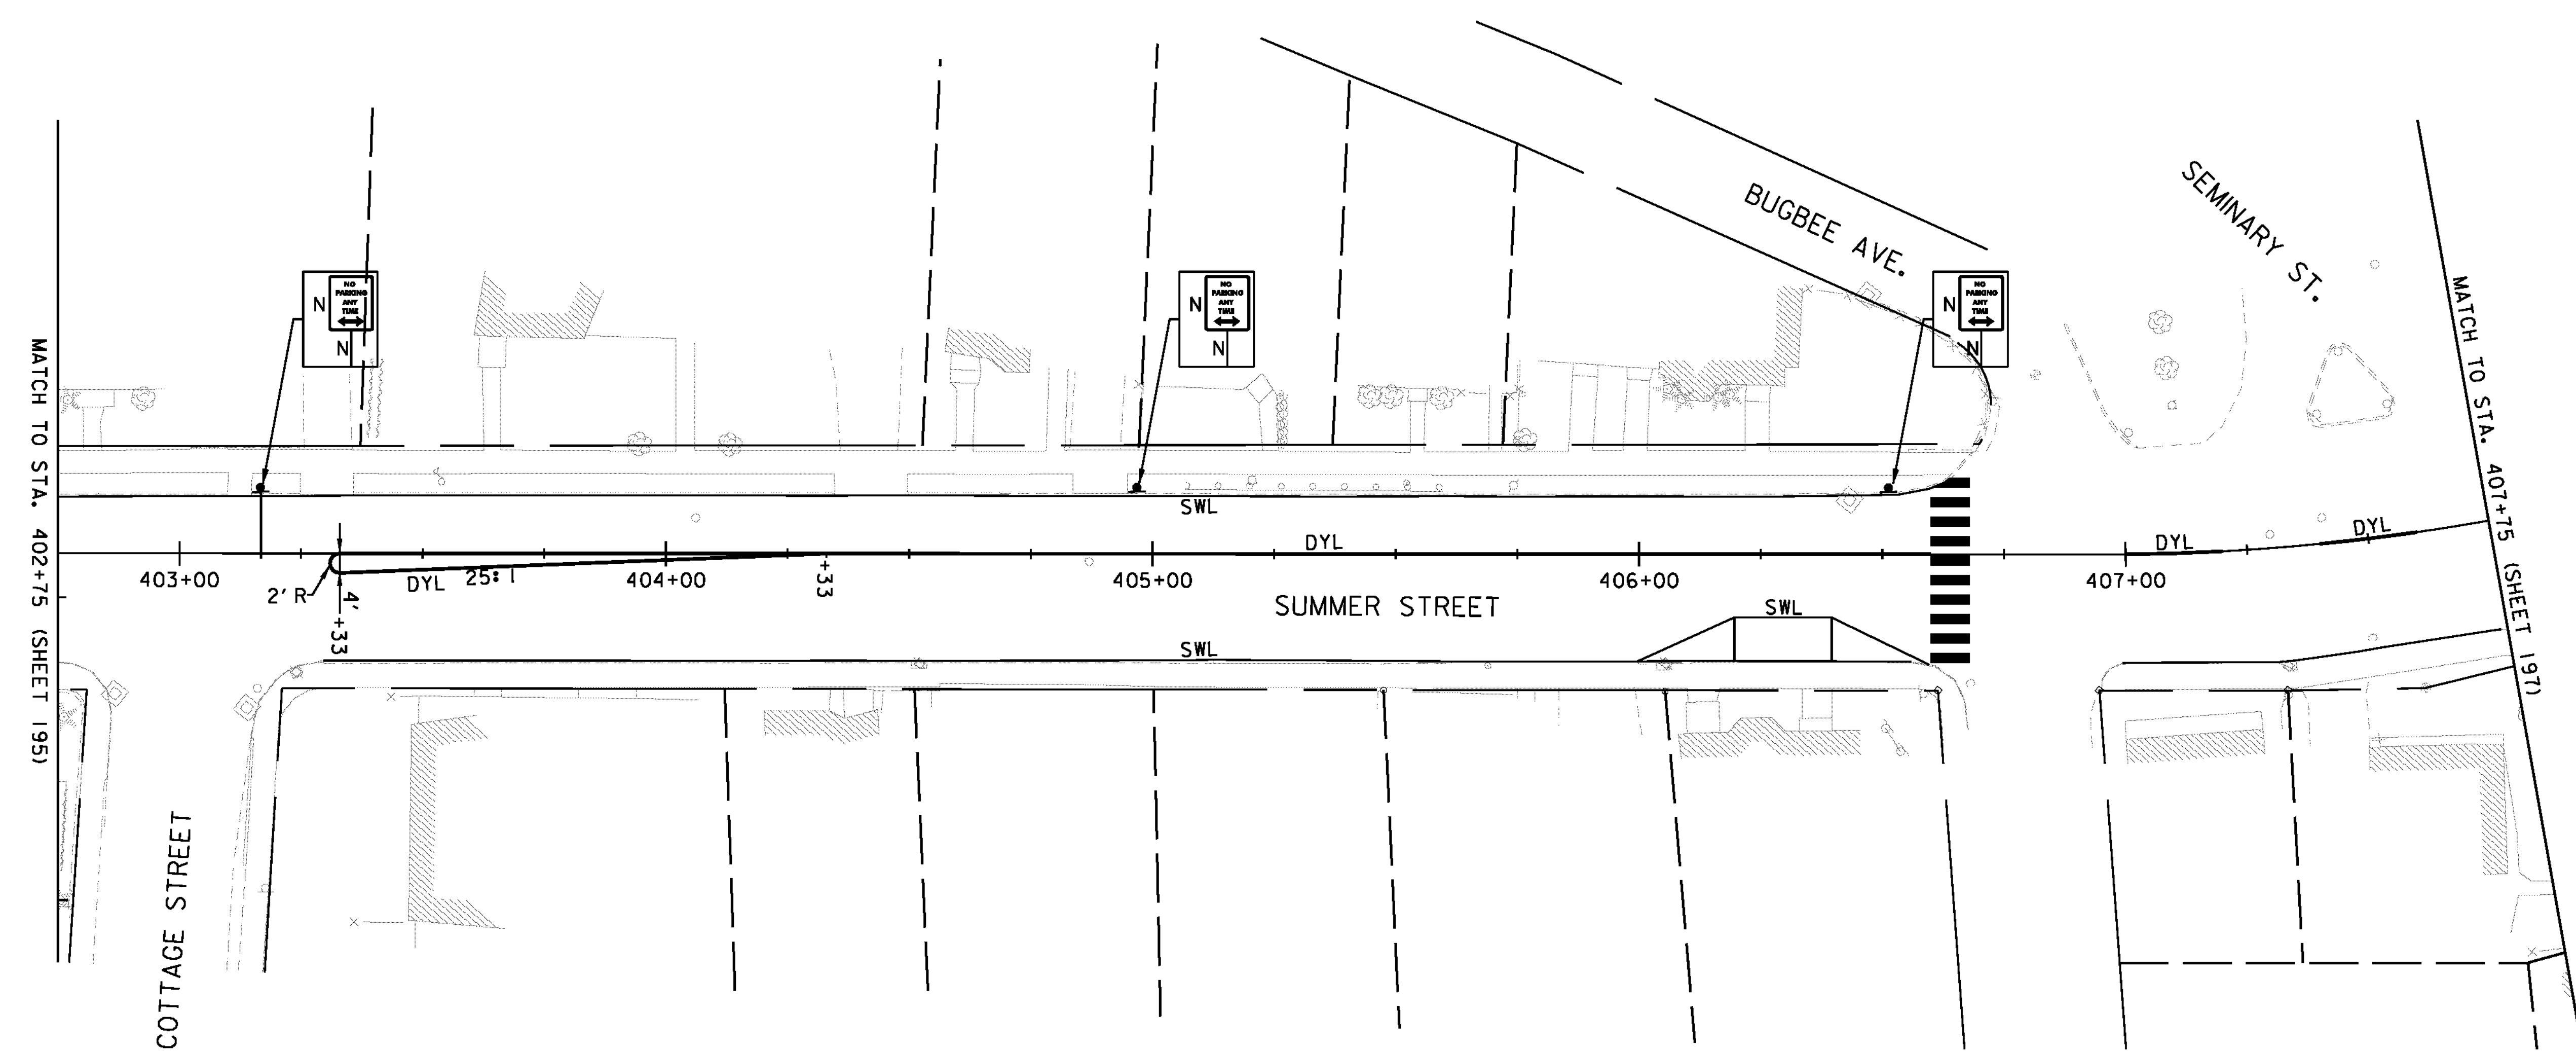 SEMINARY ST.
BUGBEE AVE.
NO
PARKING
ANY
TIME
N
N
NO
PARKING
ANY
TIME
N
N
NO
PARKING
ANY
TIME
N
N
MATCH TO STA. 402+75 (SHEET 195)
MATCH TO STA. 407+75 (SHEET 197)
SWL
DYL
DYL
DYL
403+00
404+00
405+00
406+00
407+00
2' R
DYL
25:1
4'
+33
+33
SUMMER STREET
SWL
SWL
COTTAGE STREET